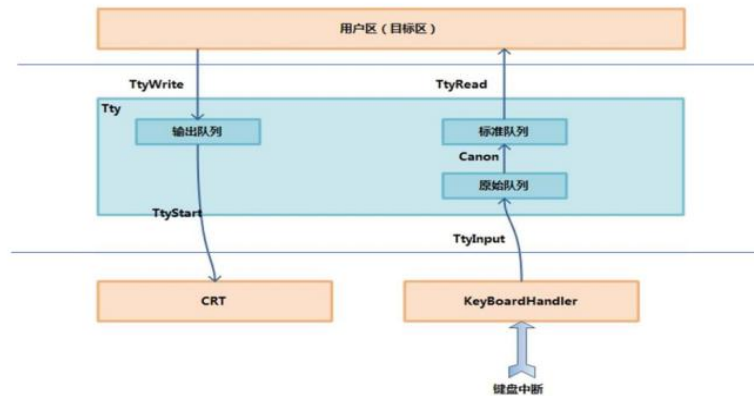 用户区（目标区）
TtyWrite
TtyRead
Tty
输出队列
标准队列
Canon
原始队列
TtyStart
TtyInput
CRT
KeyBoardHandler
键盘中断